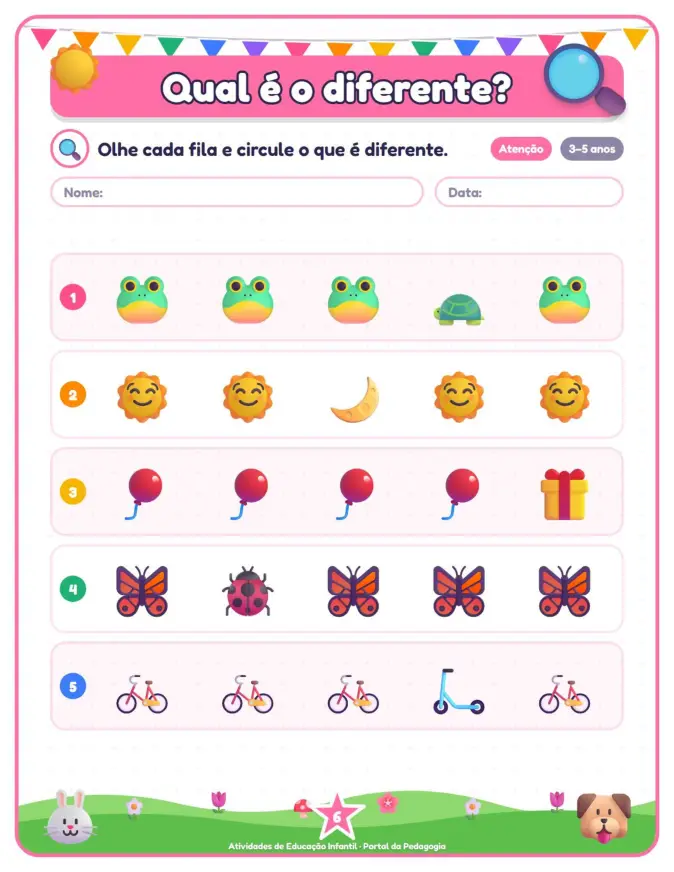 Qual é o diferente?
Olhe cada fila e circule o que é diferente.
Atenção
3–5 anos
Nome:
Data:
1
2
3
4
5
6
Atividades de Educação Infantil · Portal da Pedagogia